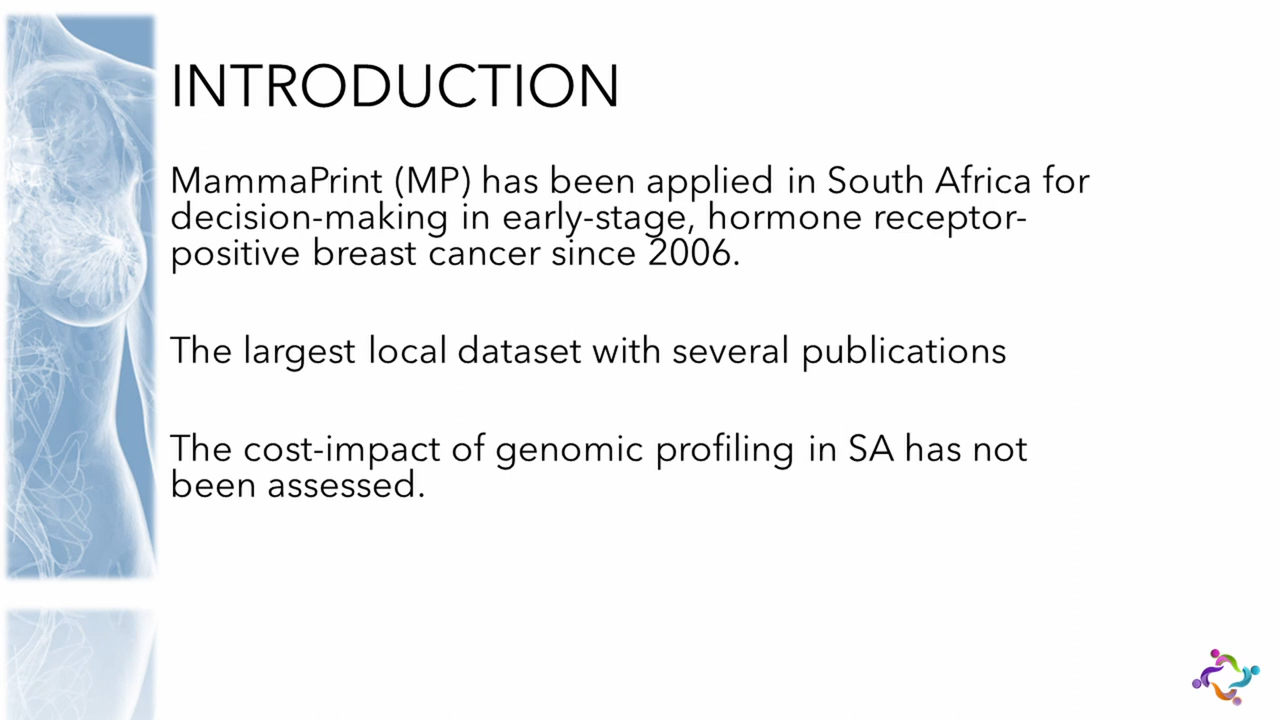 INTRODUCTION
MammaPrint (MP) has been applied in South Africa for
decision-making in early-stage, hormone receptor-
positive breast cancer since 2006.
The largest local dataset with several publications
The cost-impact of genomic profiling in SA has not
been assessed.